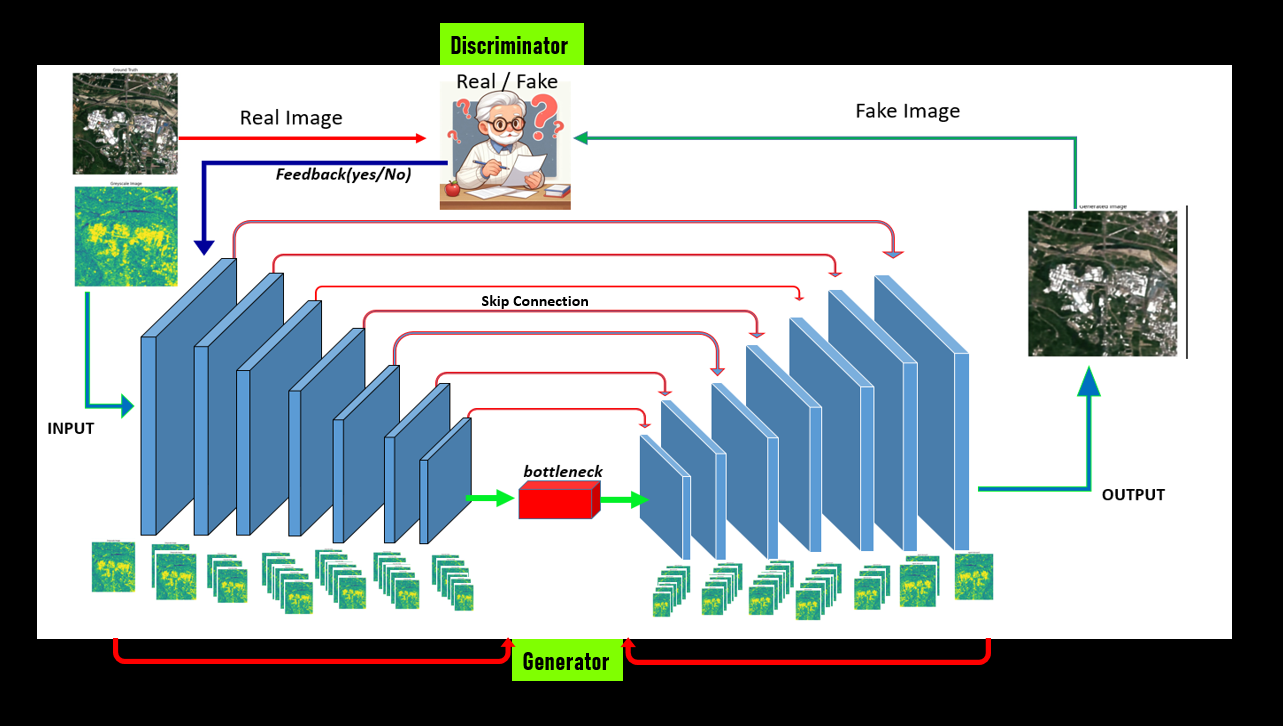 Discriminator
Ground Truth
Real / Fake
Real Image
Fake Image
Feedback(yes/No)
Greyscale Image
Generated Image
Skip Connection
INPUT
bottleneck
OUTPUT
Generator